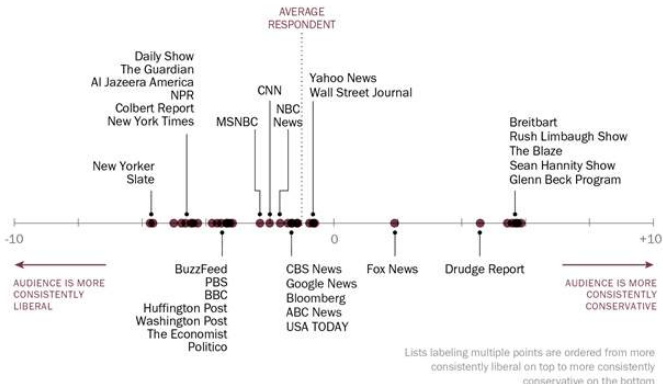 AVERAGE
RESPONDENT
Daily Show
The Guardian
Al Jazeera America
NPR
Colbert Report
New York Times
New Yorker
Slate
MSNBC
CNN
NBC
News
Yahoo News
Wall Street Journal
Breitbart
Rush Limbaugh Show
The Blaze
Sean Hannity Show
Glenn Beck Program
-10
0
+10
AUDIENCE IS MORE
CONSISTENTLY
LIBERAL
BuzzFeed
PBS
BBC
Huffington Post
Washington Post
The Economist
Politico
CBS News
Google News
Bloomberg
ABC News
USA TODAY
Fox News
Drudge Report
AUDIENCE IS MORE
CONSISTENTLY
CONSERVATIVE
Lists labeling multiple points are ordered from more
consistently liberal on top to more consistently
conservative on the bottom